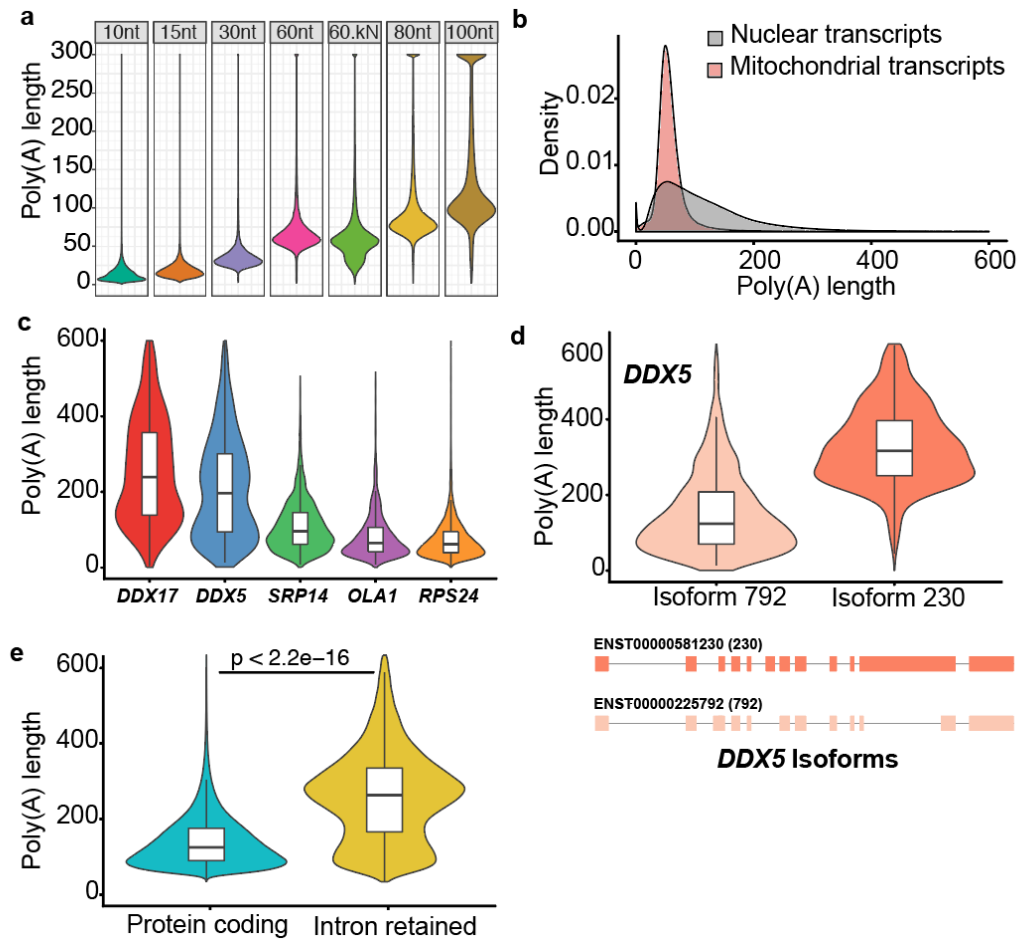 a
10nt 15nt 30nt 60nt 60.kN 80nt 100nt
Poly(A) length
300
250
200
150
100
50
0
b
Nuclear transcripts
Mitochondrial transcripts
Density
0.02
0.01
0.00
0 200 400 600
Poly(A) length
c
Poly(A) length
600
400
200
0
DDX17 DDX5 SRP14 OLA1 RPS24
d
DDX5
Poly(A) length
600
400
200
0
Isoform 792 Isoform 230
ENST00000581230 (230)
ENST00000225792 (792)
DDX5 Isoforms
e
p < 2.2e−16
Poly(A) length
600
400
200
0
Protein coding Intron retained